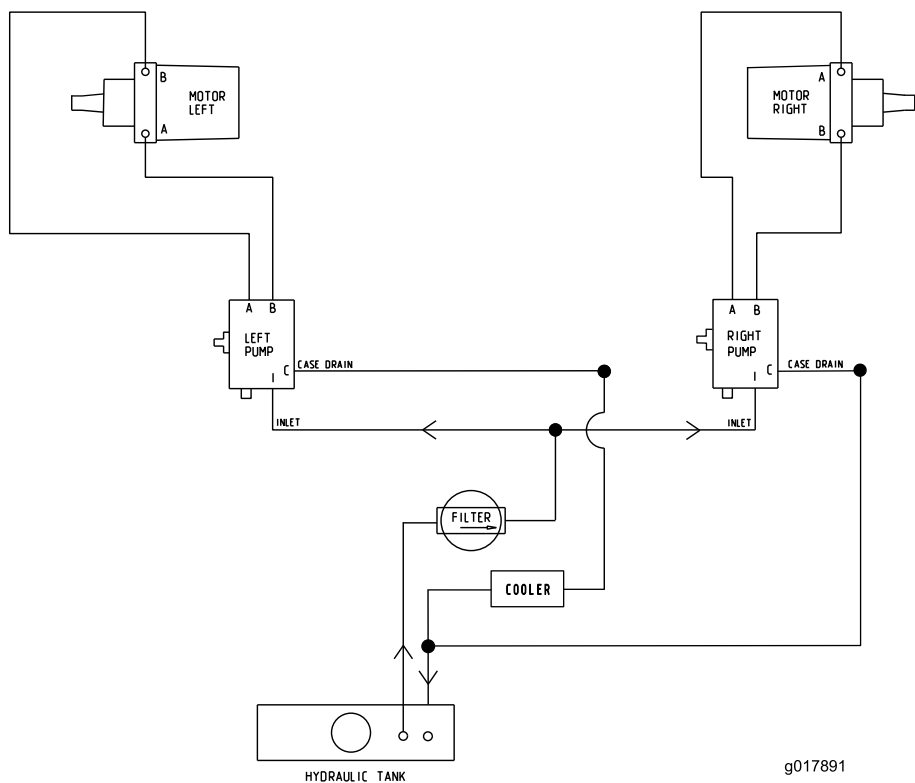 B
MOTOR
LEFT
A
A
MOTOR
RIGHT
B
A B
LEFT
PUMP
C
I
CASE DRAIN
INLET
A B
RIGHT
PUMP
C
I
CASE DRAIN
INLET
FILTER
COOLER
HYDRAULIC TANK
g017891